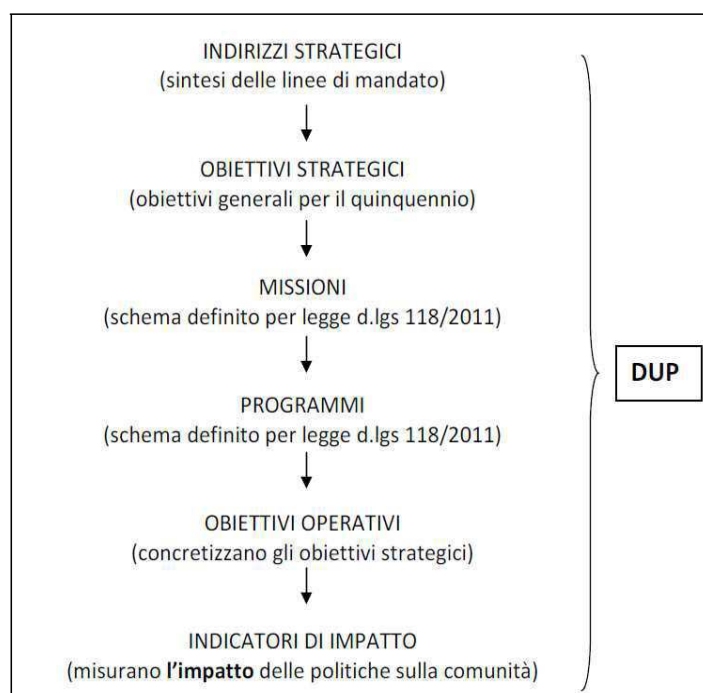 INDIRIZZI STRATEGICI
(sintesi delle linee di mandato)
OBIETTIVI STRATEGICI
(obiettivi generali per il quinquennio)
MISSIONI
(schema definito per legge d.lgs 118/2011)
PROGRAMMI
(schema definito per legge d.lgs 118/2011)
OBIETTIVI OPERATIVI
(concretizzano gli obiettivi strategici)
INDICATORI DI IMPATTO
(misurano l'impatto delle politiche sulla comunità)
DUP